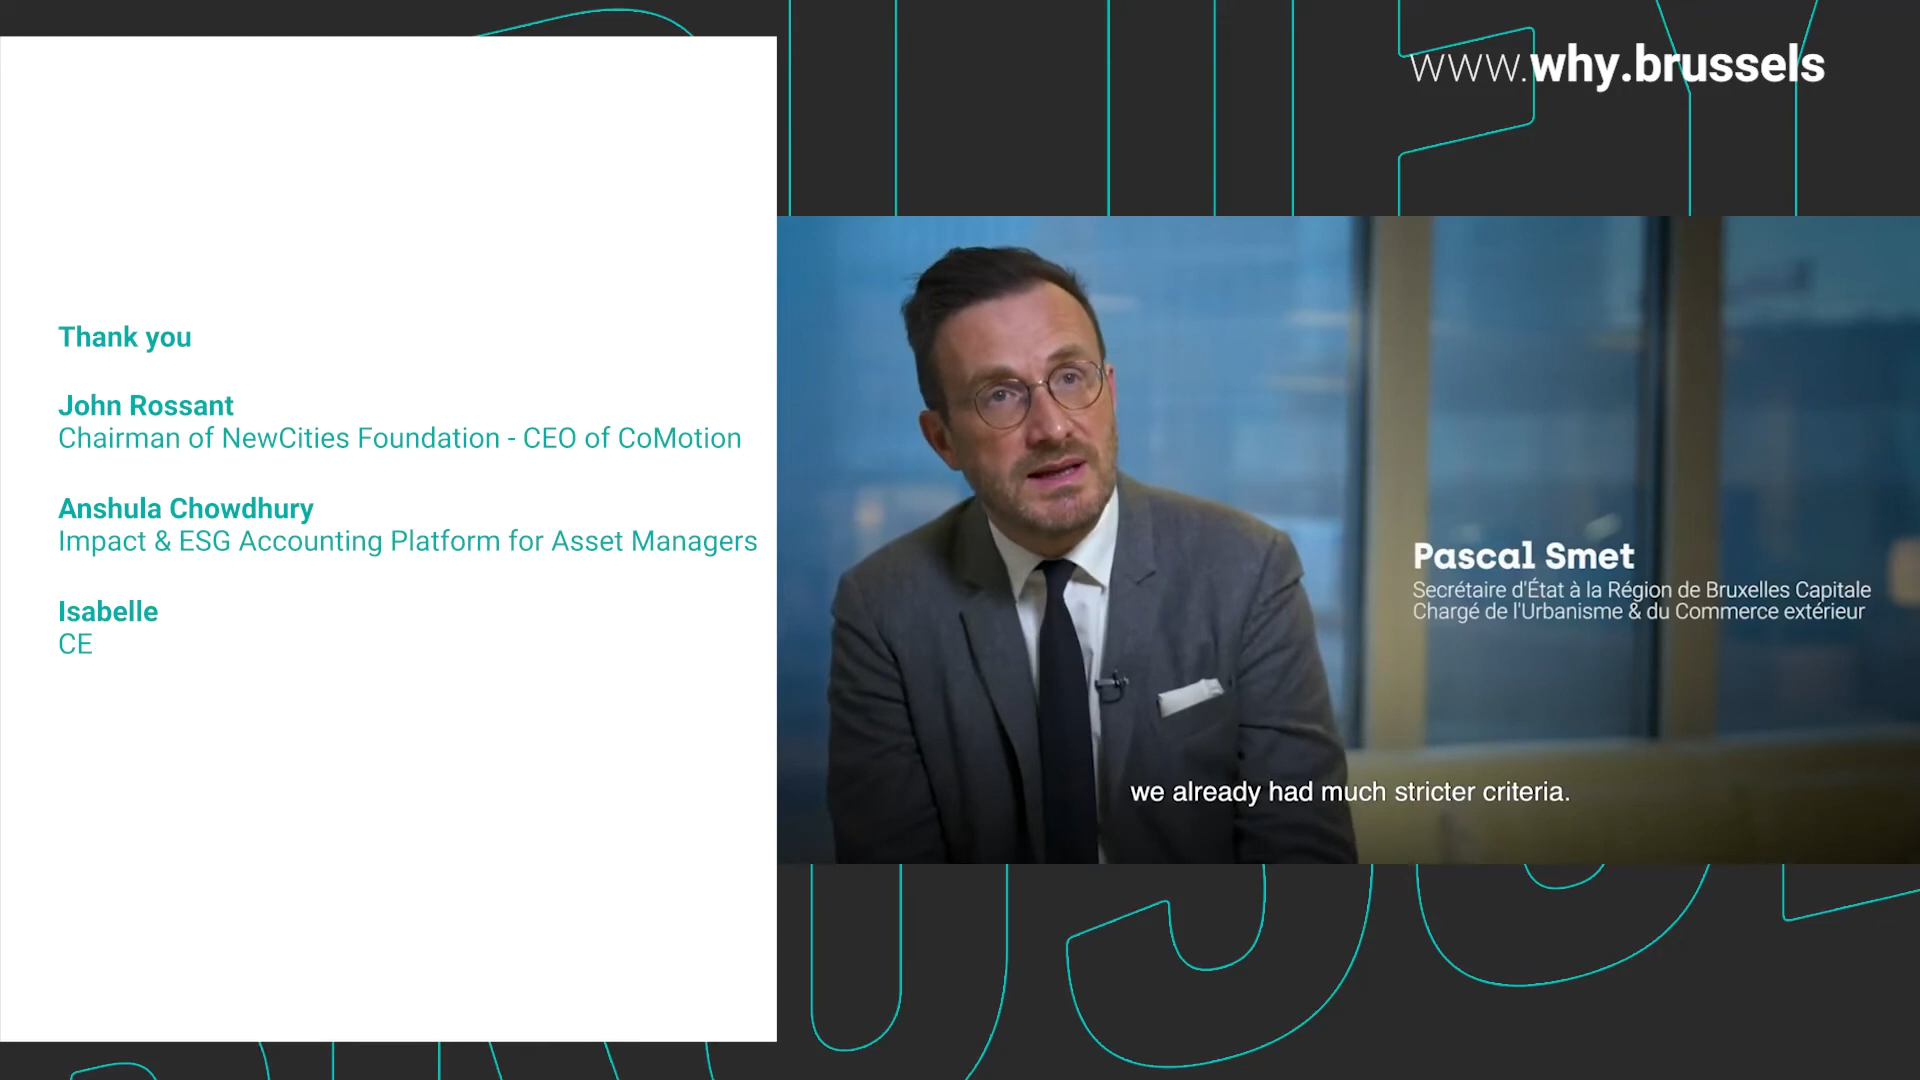 www.why.brussels
Thank you
John Rossant
Chairman of NewCities Foundation - CEO of CoMotion
Anshula Chowdhury
Impact & ESG Accounting Platform for Asset Managers
Isabelle
CE
Pascal Smet
Secrétaire d'État à la Région de Bruxelles Capitale
Chargé de l'Urbanisme & du Commerce extérieur
we already had much stricter criteria.